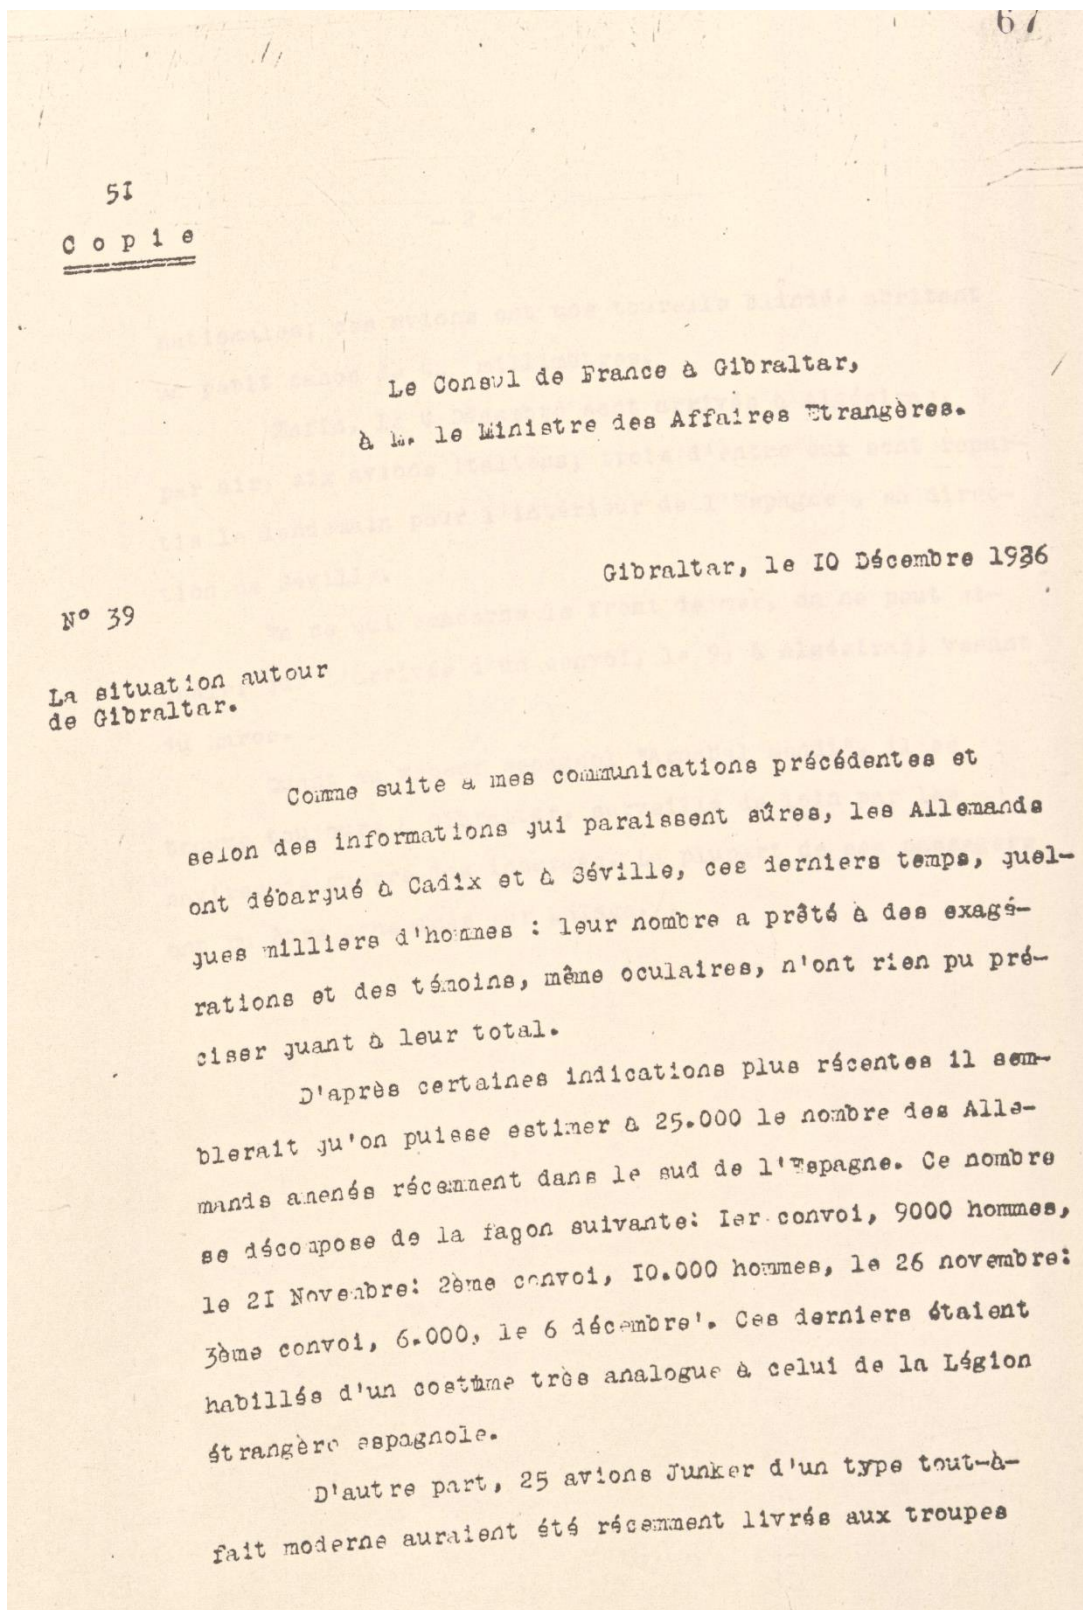 67
5I
C o p i e
Le Consul de France à Gibraltar,
à M. le Ministre des Affaires Etrangères.
Gibraltar, le IO Décembre 1936
N° 39
La situation autour
de Gibraltar.
Comme suite à mes communications précédentes et
selon des informations qui paraissent sûres, les Allemands
ont débarqué à Cadix et à Séville, ces derniers temps, quel-
ques milliers d'hommes : leur nombre a prêté à des exagé-
rations et des témoins, même oculaires, n'ont rien pu pré-
ciser quant à leur total.
D'après certaines indications plus récentes il sem-
blerait qu'on puisse estimer à 25.000 le nombre des Alle-
mands amenés récemment dans le sud de l'Espagne. Ce nombre
se décompose de la façon suivante: Ier convoi, 9000 hommes,
le 2I Novembre: 2ème convoi, IO.000 hommes, le 26 novembre:
3ème convoi, 6.000, le 6 décembre'. Ces derniers étaient
habillés d'un costume très analogue à celui de la Légion
étrangère espagnole.
D'autre part, 25 avions Junker d'un type tout-à-
fait moderne auraient été récemment livrés aux troupes